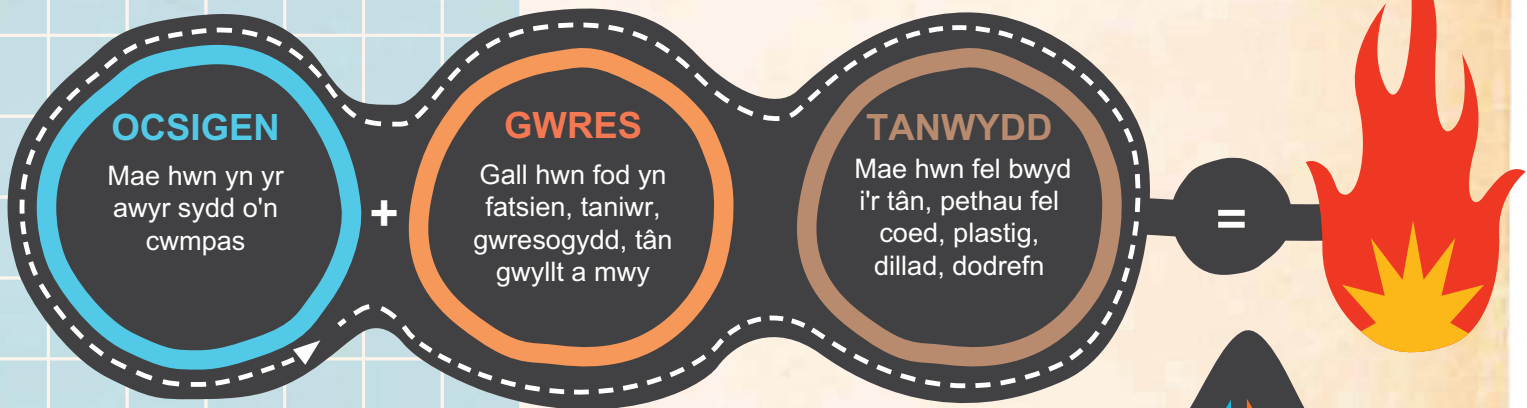 OCSIGEN
Mae hwn yn yr
awyr sydd o'n
cwmpas
+
GWRES
Gall hwn fod yn
fatsien, taniwr,
gwresogydd, tân
gwyllt a mwy
TANWYDD
Mae hwn fel bwyd
i'r tân, pethau fel
coed, plastig,
dillad, dodrefn
=